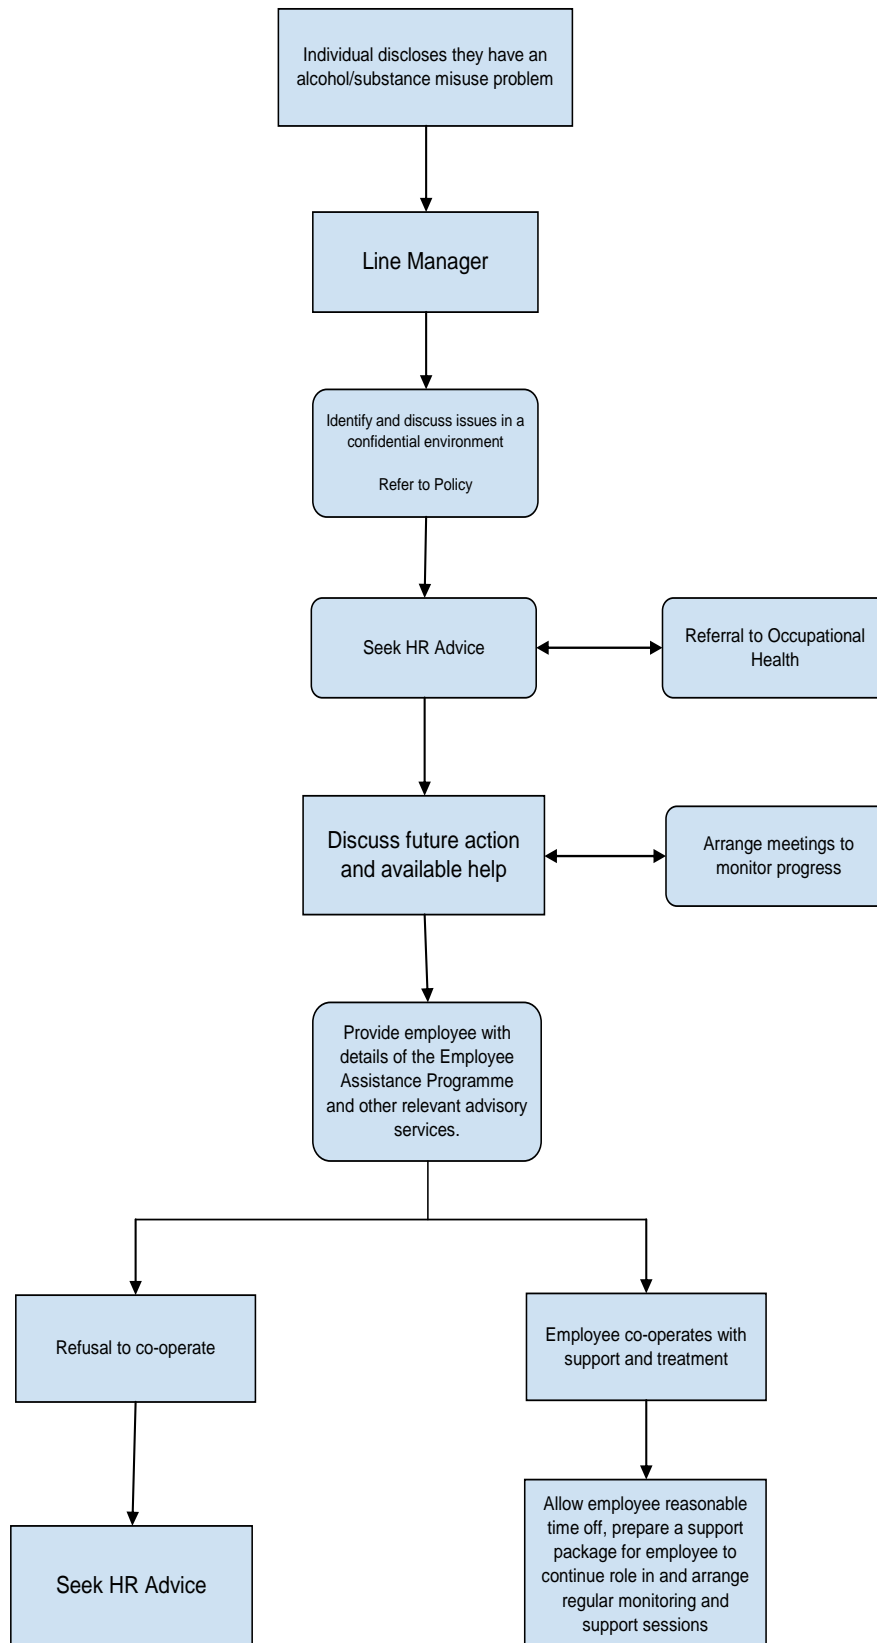 Individual discloses they have an
alcohol/substance misuse problem
Line Manager
Identify and discuss issues in a
confidential environment
Refer to Policy
Seek HR Advice
Referral to Occupational
Health
Discuss future action
and available help
Arrange meetings to
monitor progress
Provide employee with
details of the Employee
Assistance Programme
and other relevant advisory
services.
Refusal to co-operate
Employee co-operates with
support and treatment
Seek HR Advice
Allow employee reasonable
time off, prepare a support
package for employee to
continue role in and arrange
regular monitoring and
support sessions